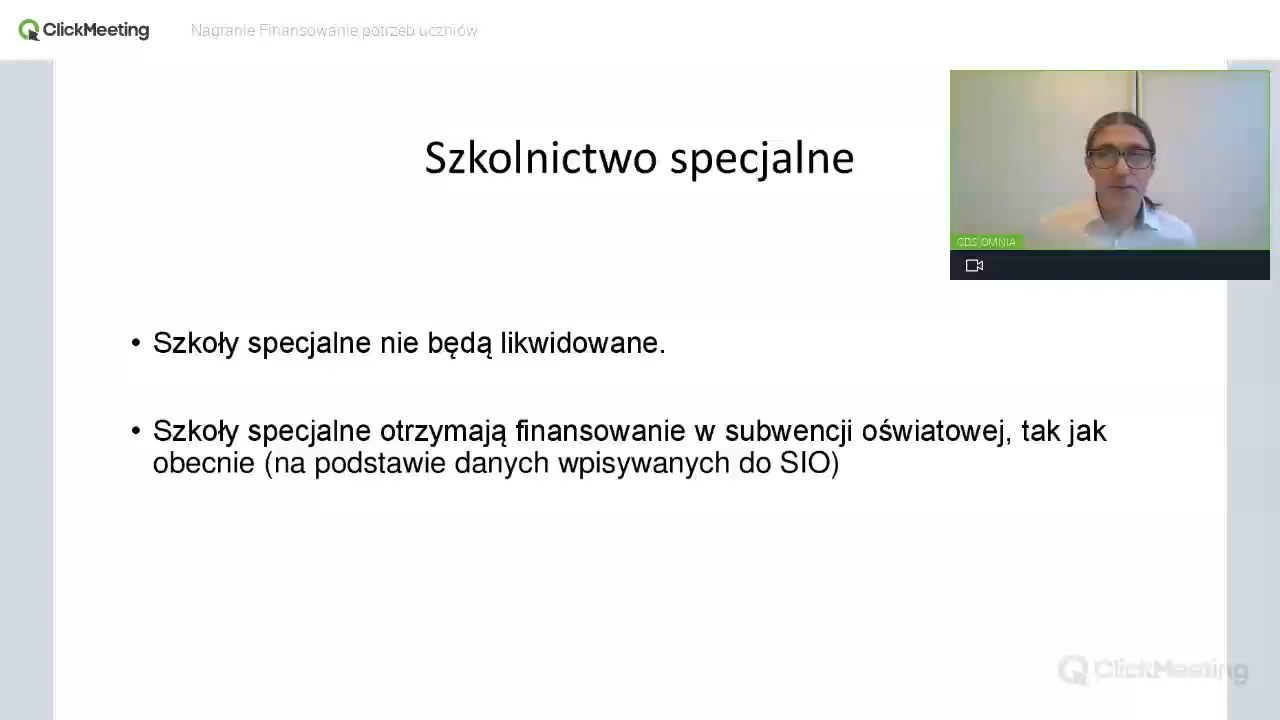 ClickMeeting
Nagranie Finansowanie potrzeb uczniów
Szkolnictwo specjalne
CDS OMNIA
• Szkoły specjalne nie będą likwidowane.
• Szkoły specjalne otrzymają finansowanie w subwencji oświatowej, tak jak
obecnie (na podstawie danych wpisywanych do SIO)
ClickMeeting